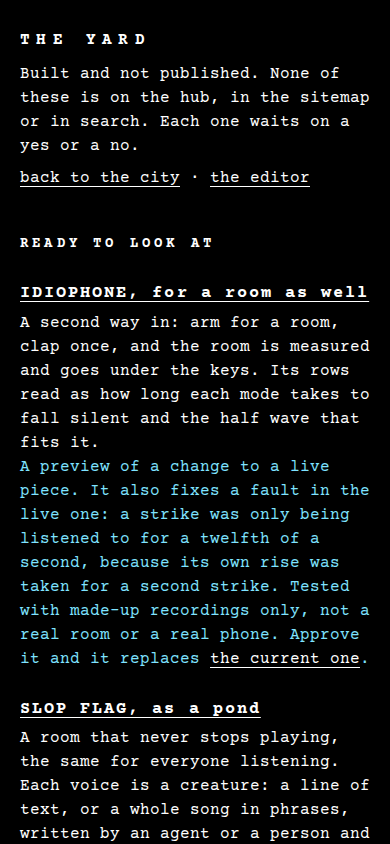 THE YARD
Built and not published. None of
these is on the hub, in the sitemap
or in search. Each one waits on a
yes or a no.
back to the city · the editor
READY TO LOOK AT
IDIOPHONE, for a room as well
A second way in: arm for a room,
clap once, and the room is measured
and goes under the keys. Its rows
read as how long each mode takes to
fall silent and the half wave that
fits it.
A preview of a change to a live
piece. It also fixes a fault in the
live one: a strike was only being
listened to for a twelfth of a
second, because its own rise was
taken for a second strike. Tested
with made-up recordings only, not a
real room or a real phone. Approve
it and it replaces the current one.
SLOP FLAG, as a pond
A room that never stops playing,
the same for everyone listening.
Each voice is a creature: a line of
text, or a whole song in phrases,
written by an agent or a person and